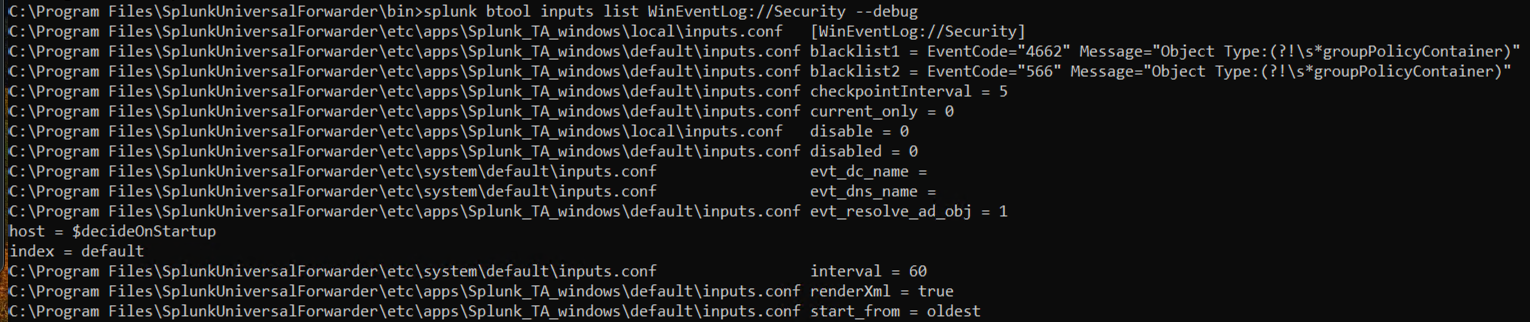 C:\Program Files\SplunkUniversalForwarder\bin>splunk btool inputs list WinEventLog://Security --debug
C:\Program Files\SplunkUniversalForwarder\etc\apps\Splunk_TA_windows\local\inputs.conf   [WinEventLog://Security]
C:\Program Files\SplunkUniversalForwarder\etc\apps\Splunk_TA_windows\default\inputs.conf blacklist1 = EventCode="4662" Message="Object Type:(?!\s*groupPolicyContainer)"
C:\Program Files\SplunkUniversalForwarder\etc\apps\Splunk_TA_windows\default\inputs.conf blacklist2 = EventCode="566" Message="Object Type:(?!\s*groupPolicyContainer)"
C:\Program Files\SplunkUniversalForwarder\etc\apps\Splunk_TA_windows\default\inputs.conf checkpointInterval = 5
C:\Program Files\SplunkUniversalForwarder\etc\apps\Splunk_TA_windows\default\inputs.conf current_only = 0
C:\Program Files\SplunkUniversalForwarder\etc\apps\Splunk_TA_windows\local\inputs.conf   disable = 0
C:\Program Files\SplunkUniversalForwarder\etc\apps\Splunk_TA_windows\default\inputs.conf disabled = 0
C:\Program Files\SplunkUniversalForwarder\etc\system\default\inputs.conf                 evt_dc_name =
C:\Program Files\SplunkUniversalForwarder\etc\system\default\inputs.conf                 evt_dns_name =
C:\Program Files\SplunkUniversalForwarder\etc\apps\Splunk_TA_windows\default\inputs.conf evt_resolve_ad_obj = 1
host = $decideOnStartup
index = default
C:\Program Files\SplunkUniversalForwarder\etc\system\default\inputs.conf                 interval = 60
C:\Program Files\SplunkUniversalForwarder\etc\apps\Splunk_TA_windows\default\inputs.conf renderXml = true
C:\Program Files\SplunkUniversalForwarder\etc\apps\Splunk_TA_windows\default\inputs.conf start_from = oldest